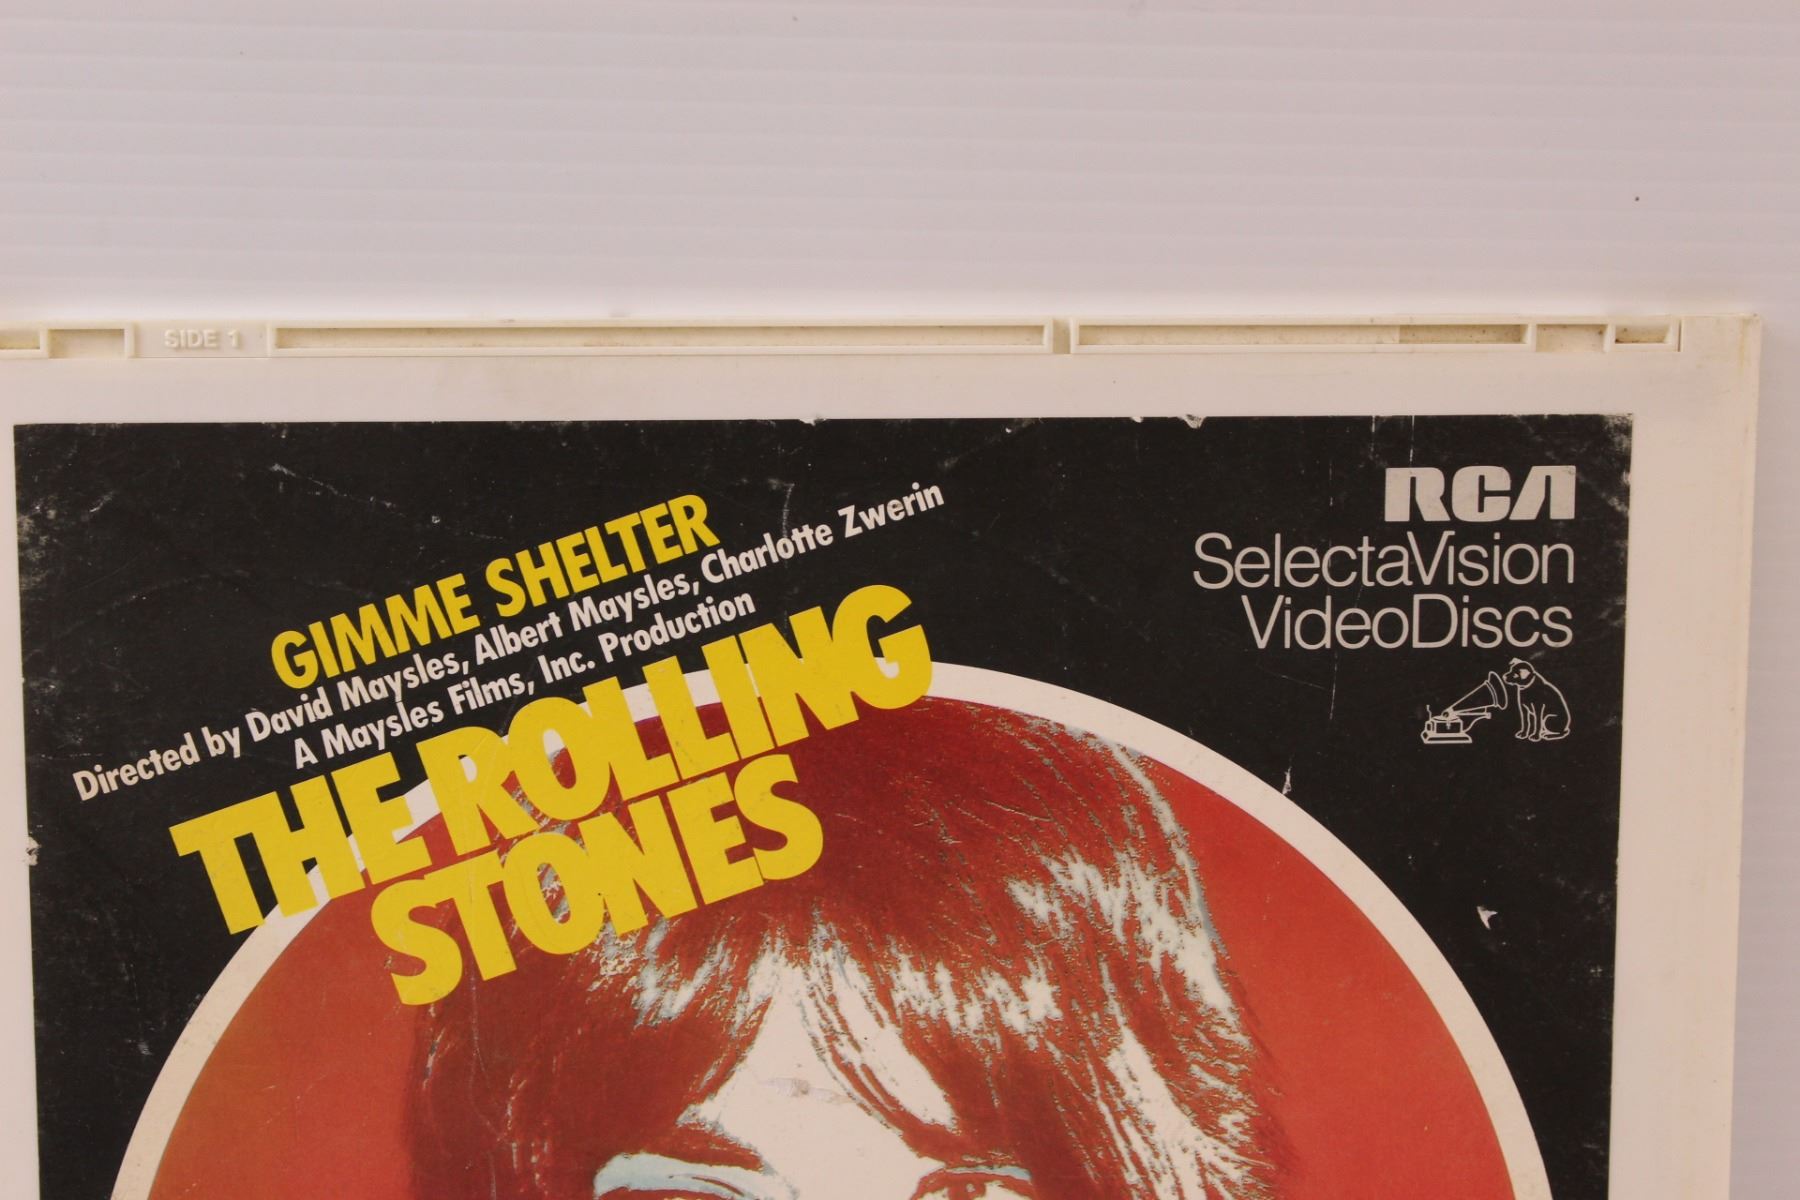 SIDE 1
RCA
SelectaVision
VideoDiscs
GIMME SHELTER
Directed by David Maysles, Albert Maysles, Charlotte Zwerin
A Maysles Films, Inc. Production
THE ROLLING
STONES